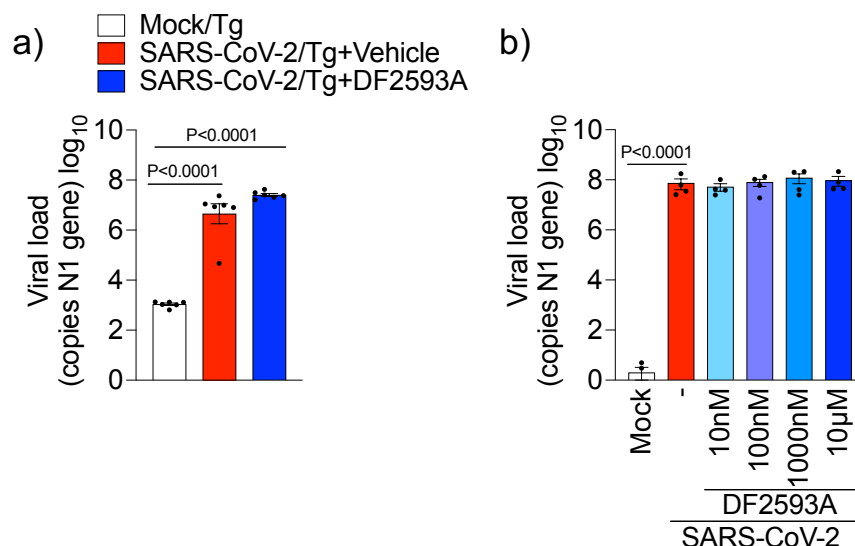 a)
Mock/Tg
SARS-CoV-2/Tg+Vehicle
SARS-CoV-2/Tg+DF2593A
Viral load
(copies N1 gene) log10
10
8
6
4
2
0
P<0.0001
P<0.0001
b)
Viral load
(copies N1 gene) log10
10
8
6
4
2
0
P<0.0001
Mock
-
10nM
100nM
1000nM
10µM
DF2593A
SARS-CoV-2